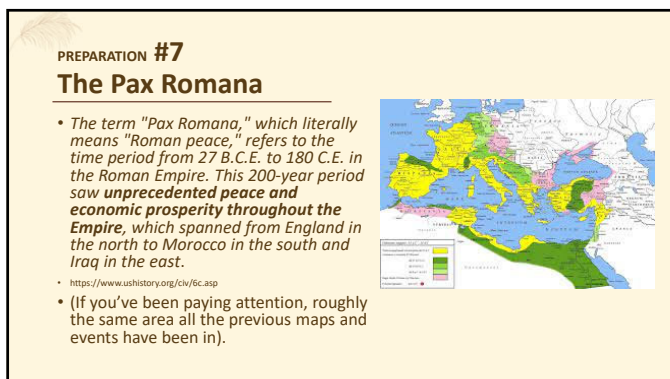 PREPARATION #7
The Pax Romana
• The term "Pax Romana," which literally
means "Roman peace," refers to the
time period from 27 B.C.E. to 180 C.E. in
the Roman Empire. This 200-year period
saw unprecedented peace and
economic prosperity throughout the
Empire, which spanned from England in
the north to Morocco in the south and
Iraq in the east.
• https://www.ushistory.org/civ/6c.asp
• (If you've been paying attention, roughly
the same area all the previous maps and
events have been in).